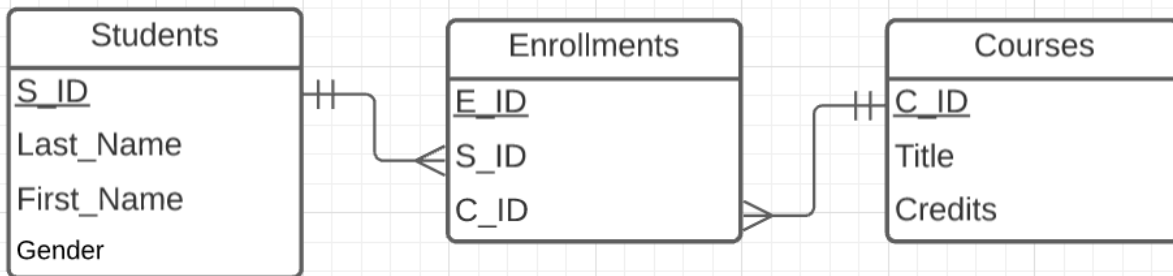 Students
S_ID
Last_Name
First_Name
Gender
Enrollments
E_ID
S_ID
C_ID
Courses
C_ID
Title
Credits